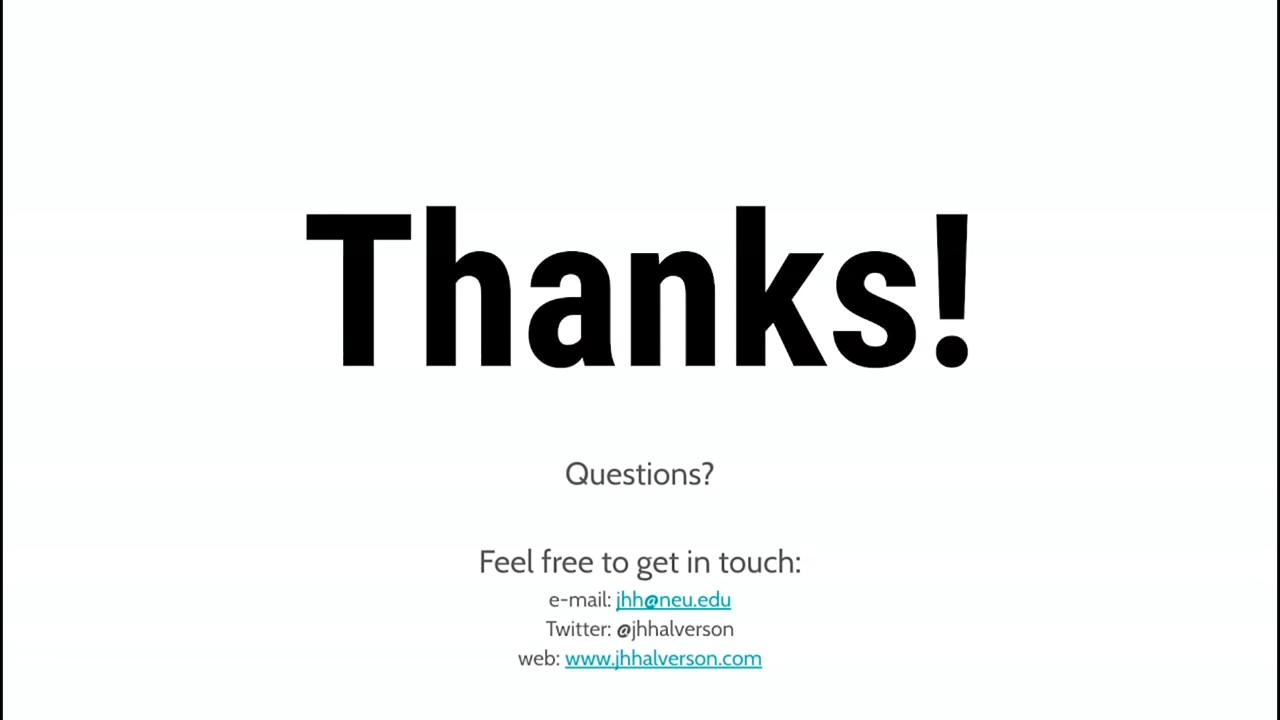 Thanks!
Questions?
Feel free to get in touch:
e-mail: jhh@neu.edu
Twitter: @jhhalverson
web: www.jhhalverson.com